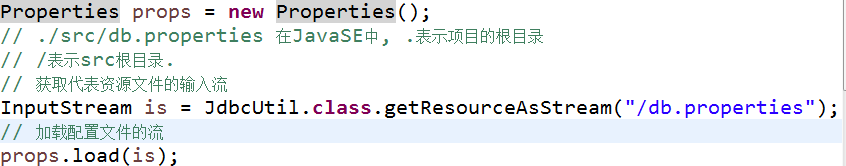 Properties props = new Properties();
// ./src/db.properties 在JavaSE中, .表示项目的根目录
// /表示src根目录.
// 获取代表资源文件的输入流
InputStream is = JdbcUtil.class.getResourceAsStream("/db.properties");
// 加载配置文件的流
props.load(is);